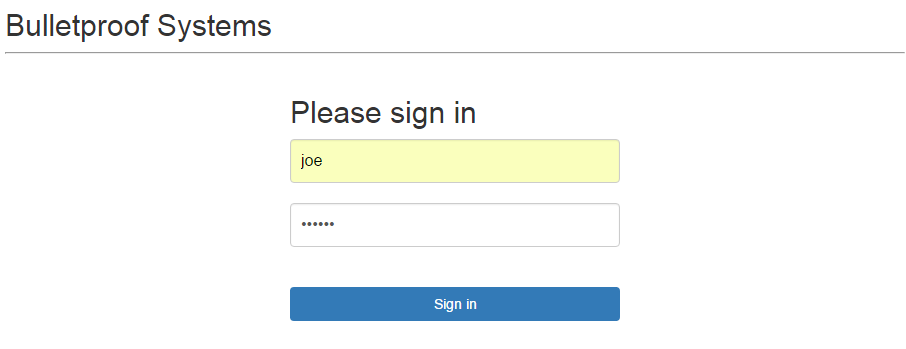 Bulletproof Systems
Please sign in
joe
••••••
Sign in